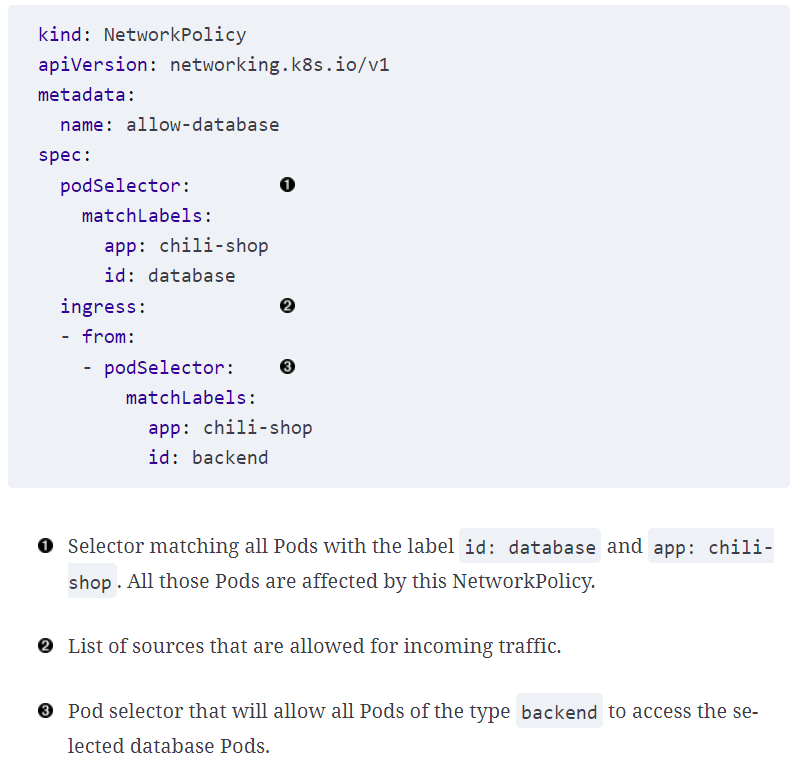 kind: NetworkPolicy
apiVersion: networking.k8s.io/v1
metadata:
  name: allow-database
spec:
  podSelector:        ❶
    matchLabels:
      app: chili-shop
      id: database
  ingress:            ❷
  - from:
    - podSelector:    ❸
        matchLabels:
          app: chili-shop
          id: backend
❶ Selector matching all Pods with the label id: database and app: chili-
shop. All those Pods are affected by this NetworkPolicy.
❷ List of sources that are allowed for incoming traffic.
❸ Pod selector that will allow all Pods of the type backend to access the se-
lected database Pods.